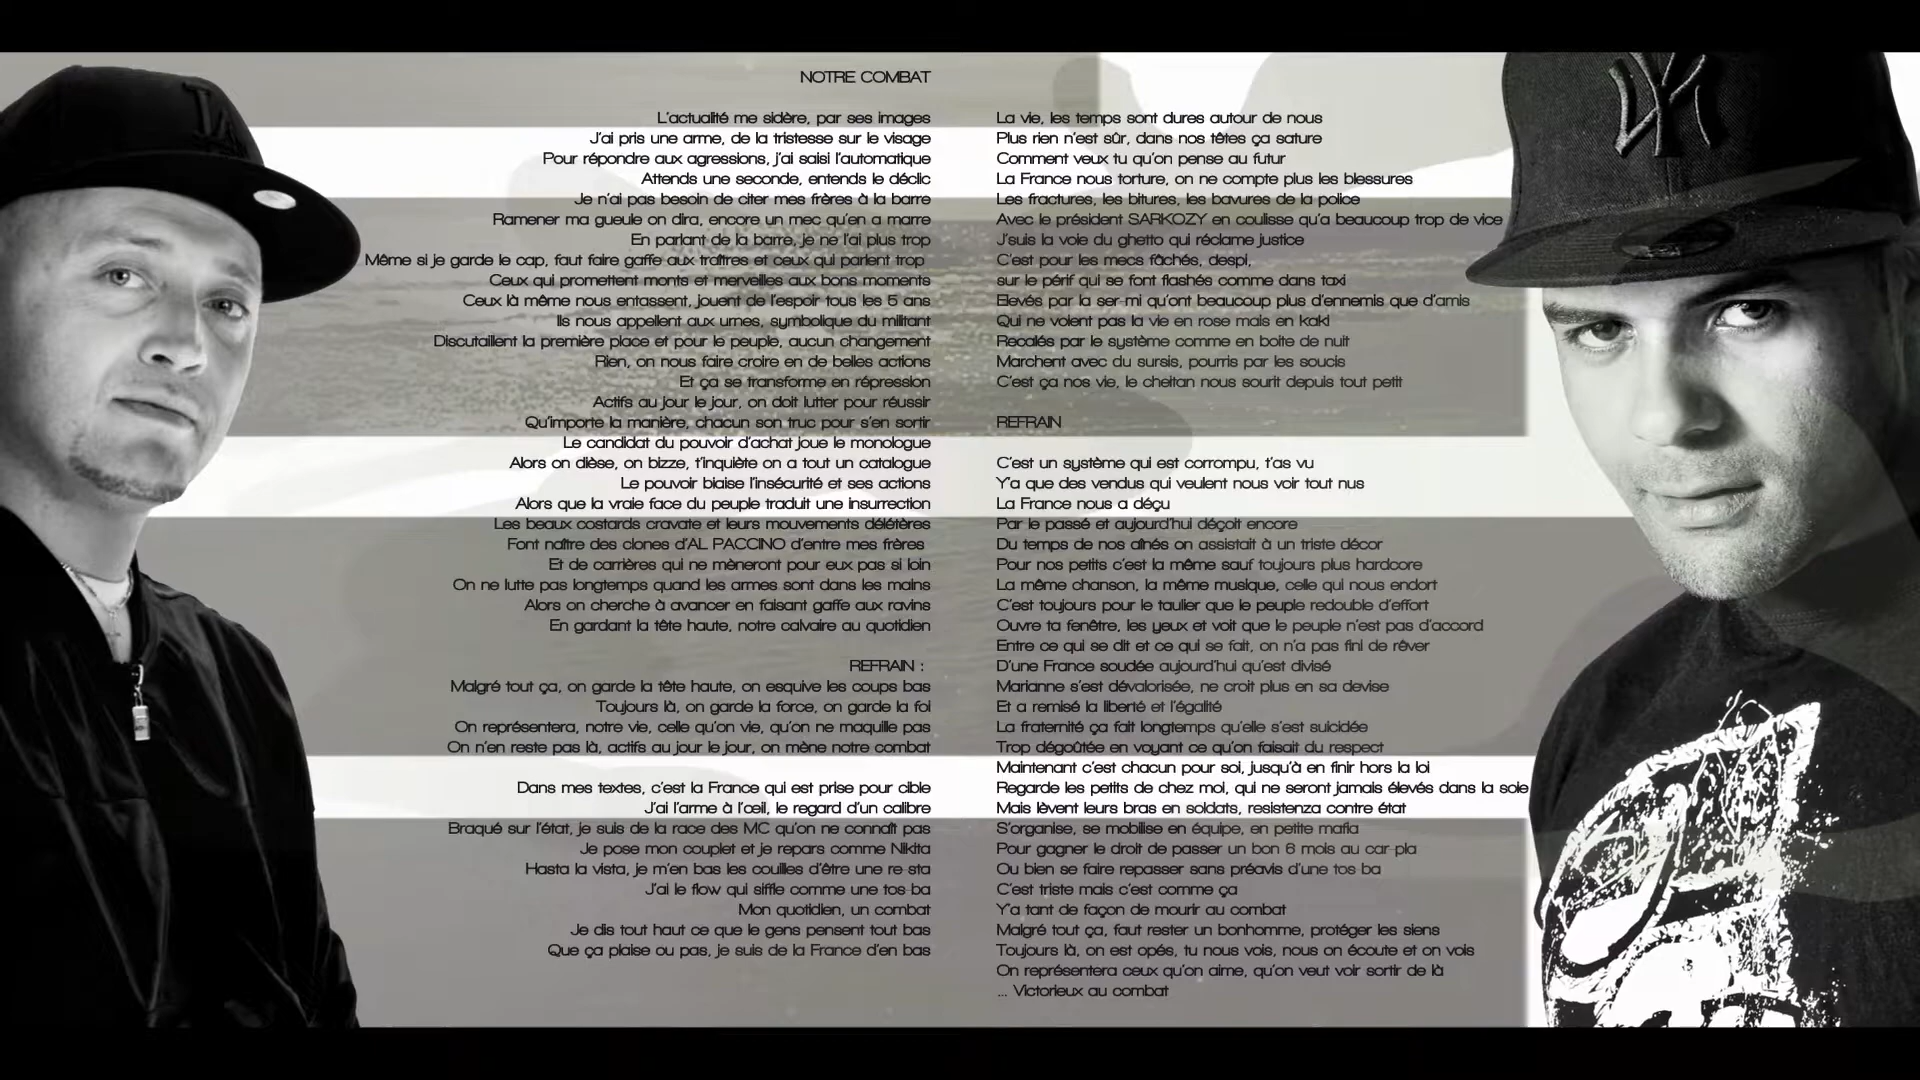 NOTRE COMBAT
L'actualité me sidère, par ses images
J'ai pris une arme, de la tristesse sur le visage
Pour répondre aux agressions, j'ai saisi l'automatique
Attends une seconde, entends le déclic
Je n'ai pas besoin de citer mes frères à la barre
Ramener ma gueule on dira, encore un mec qu'en a marre
En parlant de la barre, je ne l'ai plus trop
Même si je garde le cap, faut faire gaffe aux traîtres et ceux qui parlent trop
Ceux qui promettent monts et merveilles aux bons moments
Ceux là même nous entassent, jouent de l'espoir tous les 5 ans
Ils nous appellent aux urnes, symbolique du militant
Discutaillent la première place et pour le peuple, aucun changement
Rien, on nous faire croire en de belles actions
Et ça se transforme en répression
Actifs au jour le jour, on doit lutter pour réussir
Qu'importe la manière, chacun son truc pour s'en sortir
Le candidat du pouvoir d'achat joue le monologue
Alors on dièse, on bizze, t'inquiète on a tout un catalogue
Le pouvoir biaise l'insécurité et ses actions
Alors que la vraie face du peuple traduit une insurrection
Les beaux costards cravate et leurs mouvements délétères
Font naître des clones d'AL PACCINO d'entre mes frères
Et de carrières qui ne mèneront pour eux pas si loin
On ne lutte pas longtemps quand les armes sont dans les mains
Alors on cherche à avancer en faisant gaffe aux ravins
En gardant la tête haute, notre calvaire au quotidien
REFRAIN :
Malgré tout ça, on garde la tête haute, on esquive les coups bas
Toujours là, on garde la force, on garde la foi
On représentera, notre vie, celle qu'on vie, qu'on ne maquille pas
On n'en reste pas là, actifs au jour le jour, on mène notre combat
Dans mes textes, c'est la France qui est prise pour cible
J'ai l'arme à l'œil, le regard d'un calibre
Braqué sur l'état, je suis de la race des MC qu'on ne connaît pas
Je pose mon couplet et je repars comme Nikita
Hasta la vista, je m'en bas les couilles d'être une re-sta
J'ai le flow qui siffle comme une tos-ba
Mon quotidien, un combat
Je dis tout haut ce que le gens pensent tout bas
Que ça plaise ou pas, je suis de la France d'en bas
La vie, les temps sont dures autour de nous
Plus rien n'est sûr, dans nos têtes ça sature
Comment veux tu qu'on pense au futur
La France nous torture, on ne compte plus les blessures
Les fractures, les bitures, les bavures de la police
Avec le président SARKOZY en coulisse qu'a beaucoup trop de vice
J'suis la voie du ghetto qui réclame justice
C'est pour les mecs fâchés, despi,
sur le périf qui se font flashés comme dans taxi
Elevés par la ser-mi qu'ont beaucoup plus d'ennemis que d'amis
Qui ne voient pas la vie en rose mais en kaki
Recalés par le système comme en boite de nuit
Marchent avec du sursis, pourris par les soucis
C'est ça nos vie, le cheitan nous sourit depuis tout petit
REFRAIN
C'est un système qui est corrompu, t'as vu
Y'a que des vendus qui veulent nous voir tout nus
La France nous a déçu
Par le passé et aujourd'hui déçoit encore
Du temps de nos aînés on assistait à un triste décor
Pour nos petits c'est la même sauf toujours plus hardcore
La même chanson, la même musique, celle qui nous endort
C'est toujours pour le taulier que le peuple redouble d'effort
Ouvre ta fenêtre, les yeux et voit que le peuple n'est pas d'accord
Entre ce qui se dit et ce qui se fait, on n'a pas fini de rêver
D'une France soudée aujourd'hui qu'est divisé
Marianne s'est dévalorisée, ne croit plus en sa devise
Et a remisé la liberté et l'égalité
La fraternité ça fait longtemps qu'elle s'est suicidée
Trop dégoûtée en voyant ce qu'on faisait du respect
Maintenant c'est chacun pour soi, jusqu'à en finir hors la loi
Regarde les petits de chez moi, qui ne seront jamais élevés dans la soie
Mais lèvent leurs bras en soldats, resistenza contre état
S'organise, se mobilise en équipe, en petite mafia
Pour gagner le droit de passer un bon 6 mois au car-pla
Ou bien se faire repasser sans préavis d'une tos ba
C'est triste mais c'est comme ça
Y'a tant de façon de mourir au combat
Malgré tout ça, faut rester un bonhomme, protéger les siens
Toujours là, on est opés, tu nous vois, nous on écoute et on vois
On représentera ceux qu'on aime, qu'on veut voir sortir de là
... Victorieux au combat